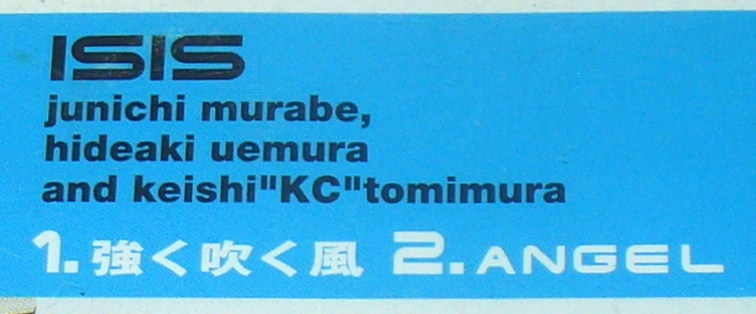 ISIS
junichi murabe,
hideaki uemura
and keishi"KC"tomimura
1.強く吹く風 2.ANGEL